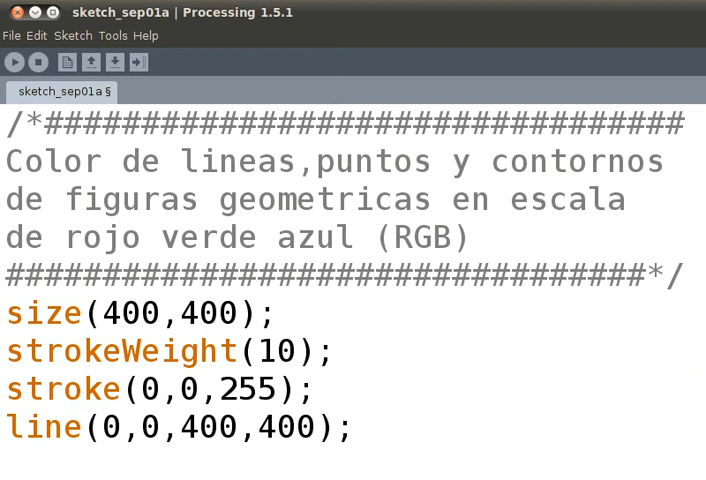 sketch_sep01a | Processing 1.5.1
File Edit Sketch Tools Help
sketch_sep01a §
/*#################################
Color de lineas,puntos y contornos
de figuras geometricas en escala
de rojo verde azul (RGB)
#################################*/
size(400,400);
strokeWeight(10);
stroke(0,0,255);
line(0,0,400,400);